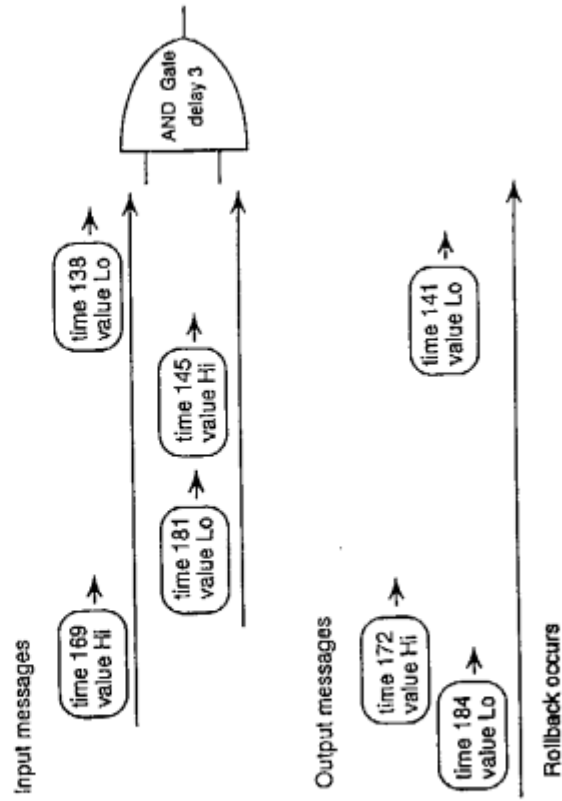 Input messages
time 169
value Hi
time 138
value Lo
time 181
value Lo
time 145
value Hi
AND Gate
delay 3
Output messages
time 172
value Hi
time 184
value Lo
time 141
value Lo
Rollback occurs